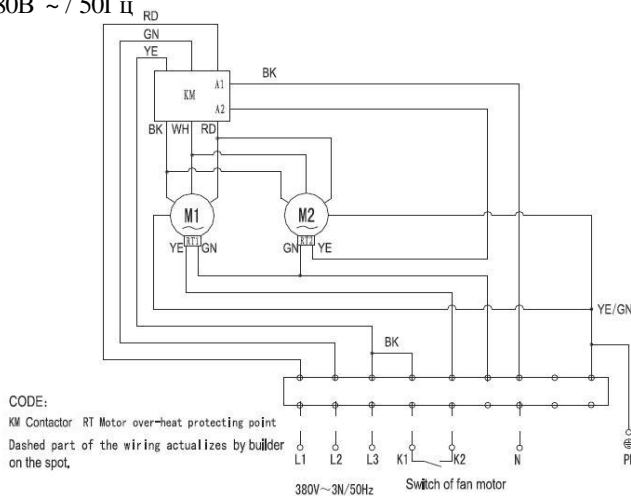 80В ~ / 50Гц
RD
GN
YE
BK
KM
A1
A2
BK WH RD
M1
M2
RT1
RT2
YE GN
GN YE
YE/GN
BK
CODE:
KM Contactor RT Motor over-heat protecting point
Dashed part of the wiring actualizes by builder
on the spot.
L1 L2 L3 K1 K2 N
380V~3N/50Hz
Switch of fan motor